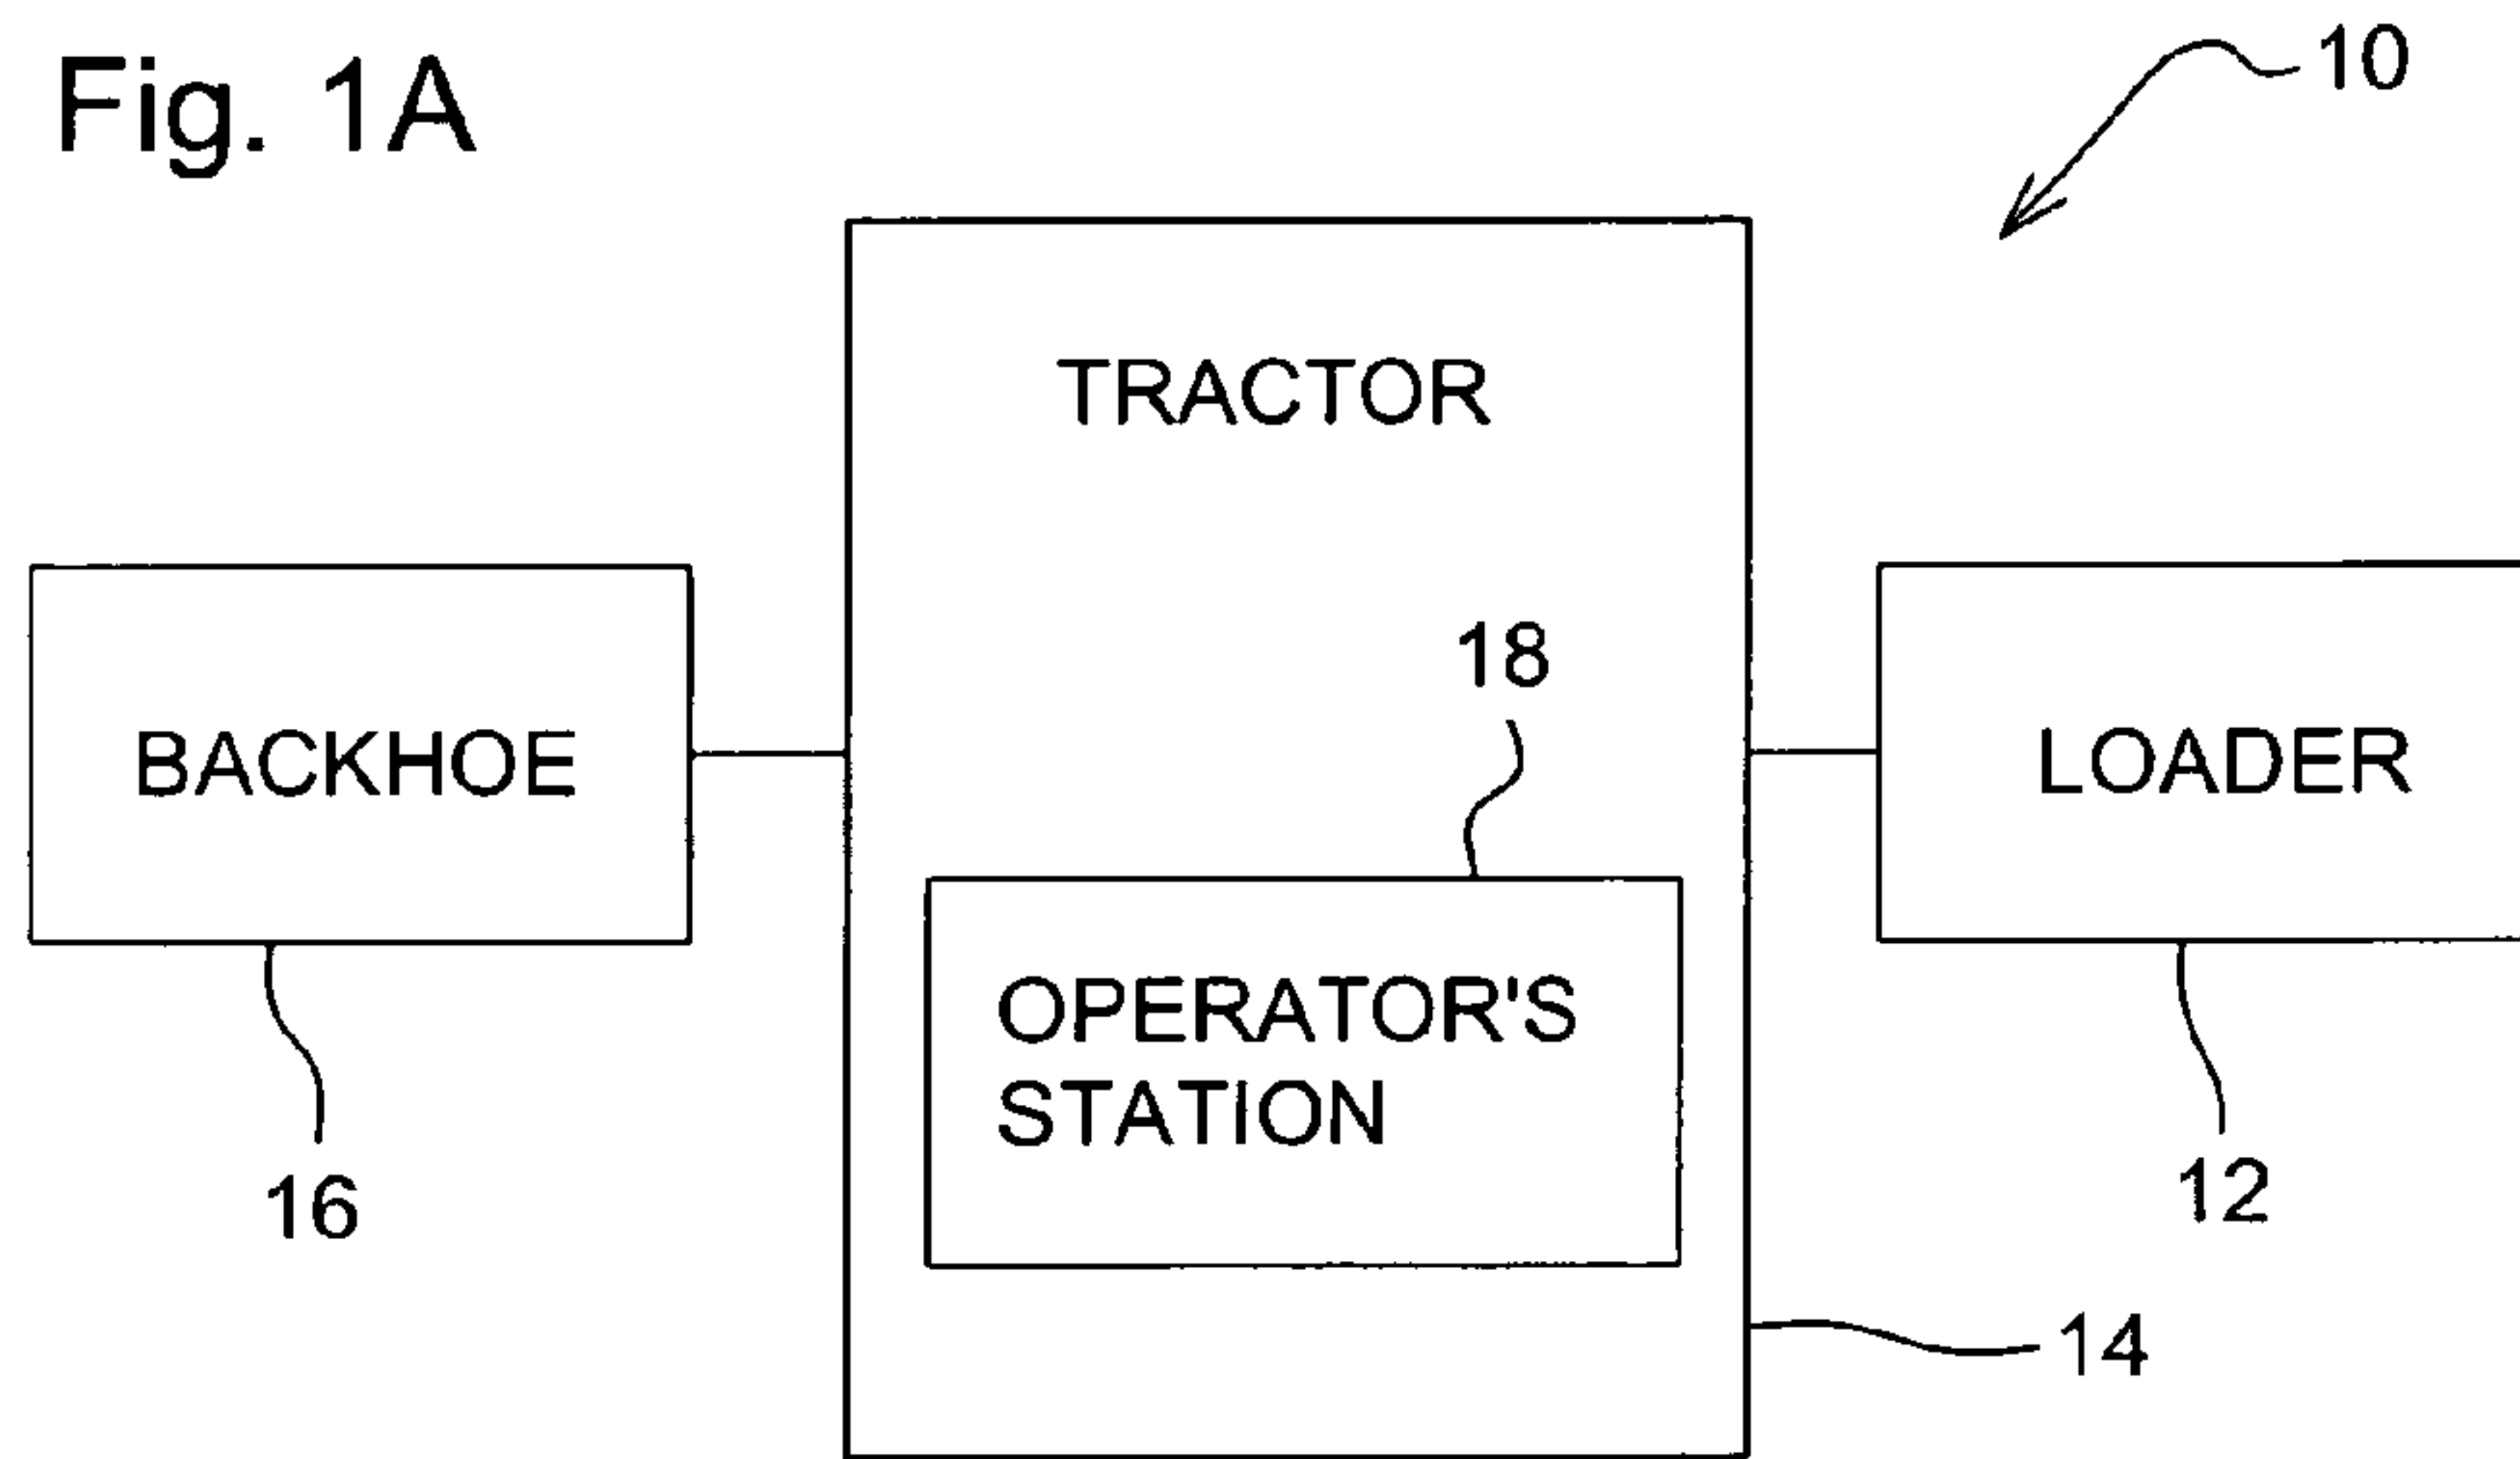 Fig. 1A
10
TRACTOR
18
BACKHOE
LOADER
OPERATOR'S
STATION
16
12
14